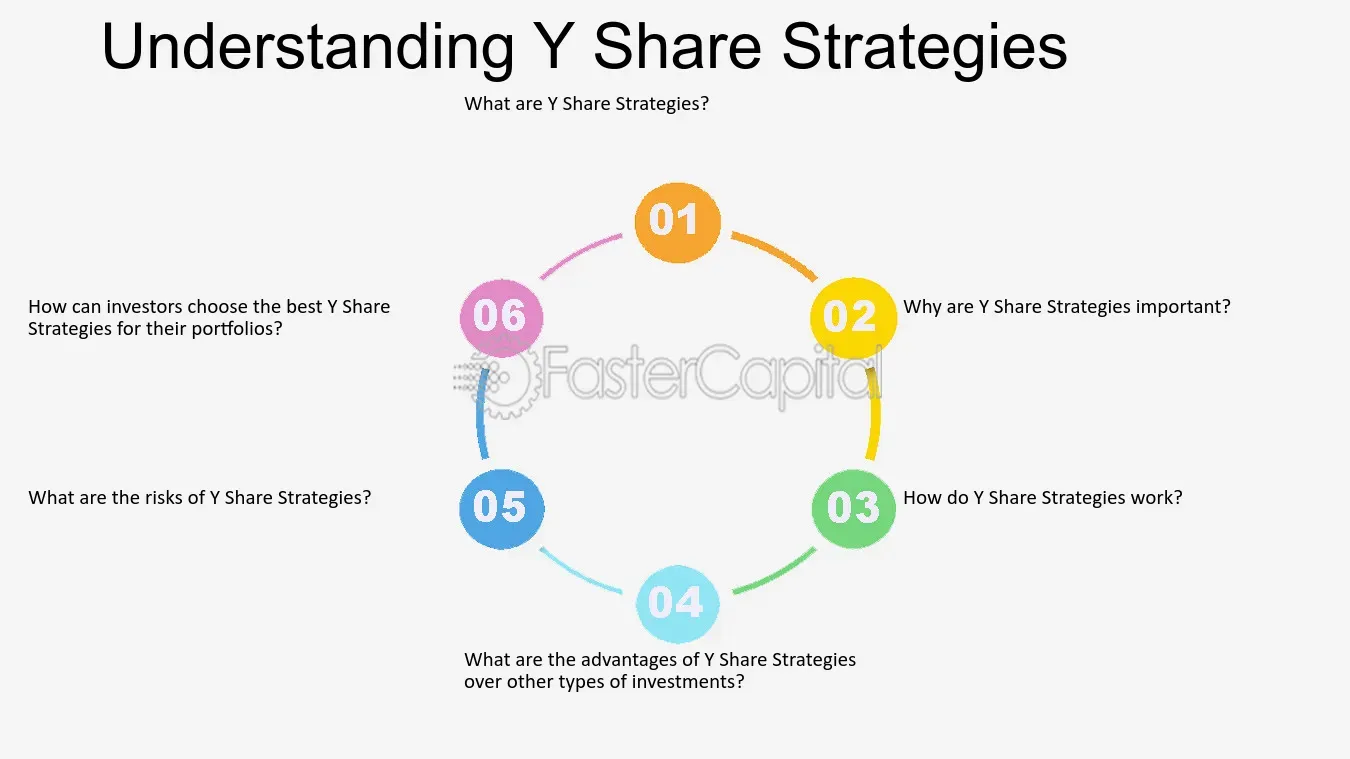 Understanding Y Share Strategies
What are Y Share Strategies?
01
02
Why are Y Share Strategies important?
03
How do Y Share Strategies work?
04
What are the advantages of Y Share Strategies
over other types of investments?
05
What are the risks of Y Share Strategies?
06
How can investors choose the best Y Share
Strategies for their portfolios?
FasterCapital